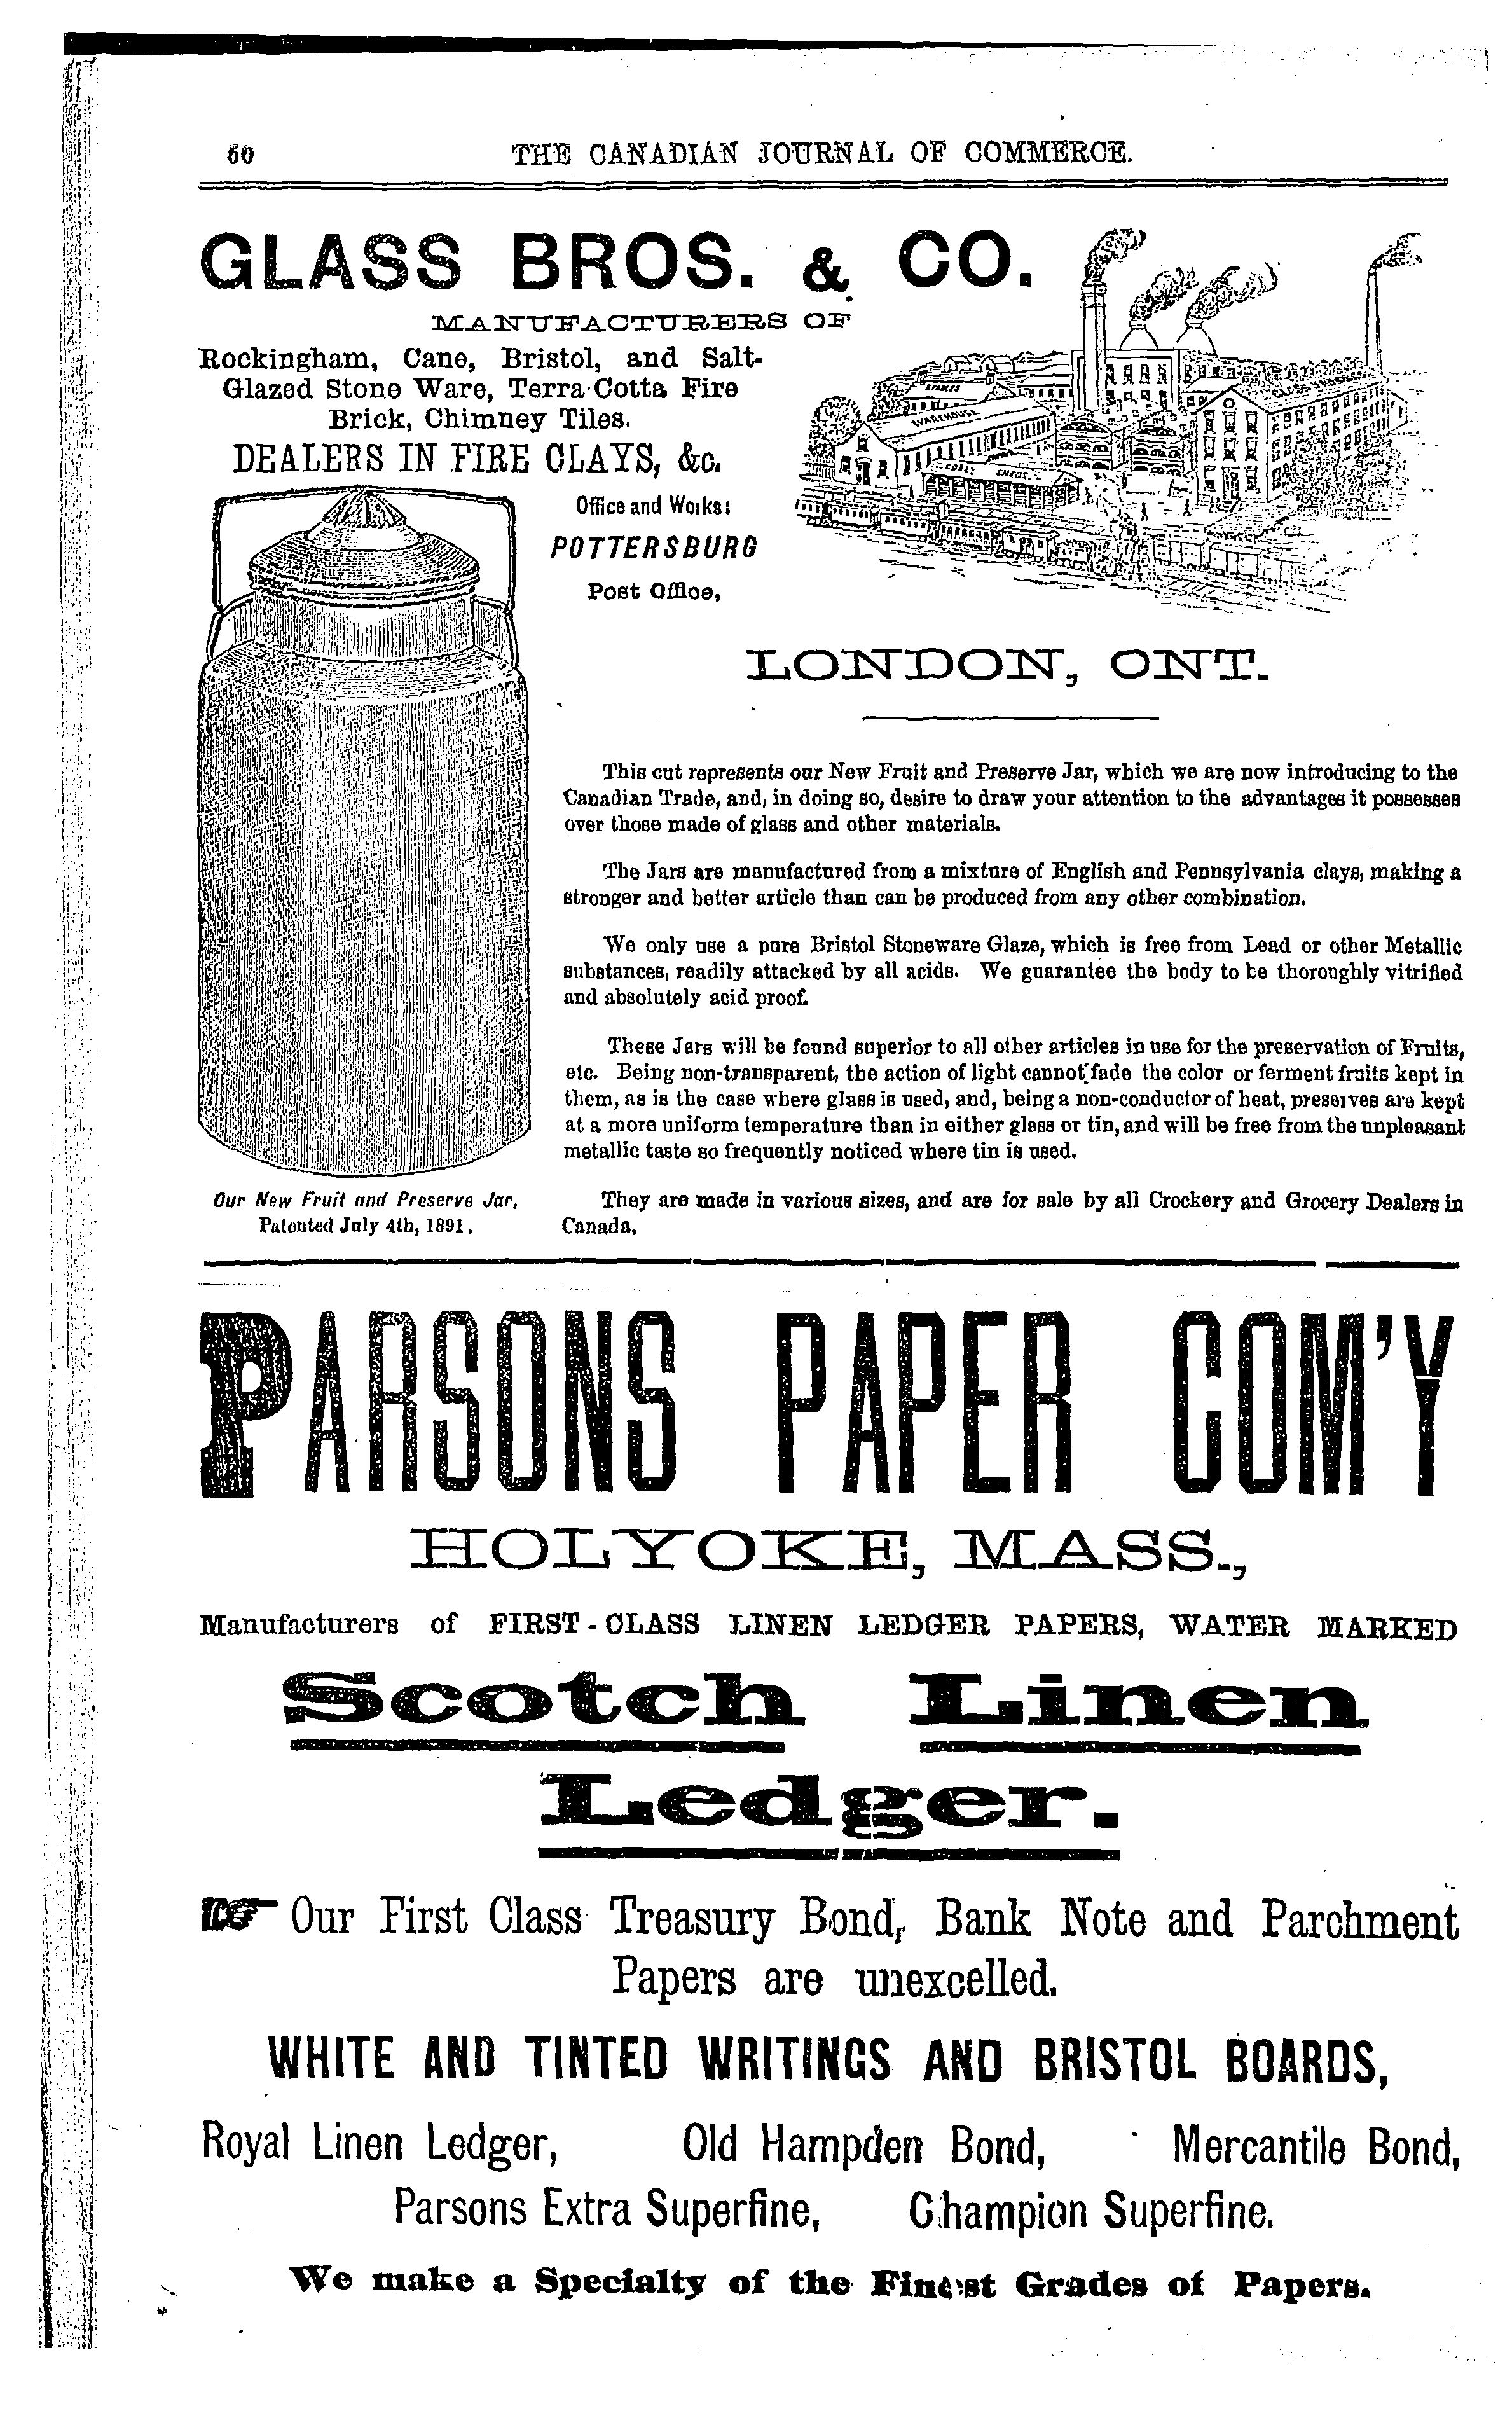 60
THE CANADIAN JOURNAL OF COMMERCE.
GLASS BROS. & CO.
MANUFACTURERS OF
Rockingham, Cane, Bristol, and Salt-
Glazed Stone Ware, Terra Cotta Fire
Brick, Chimney Tiles.
DEALERS IN FIRE CLAYS, &c.
Office and Works:
POTTERSBURG
Post Office,
STABLES
WAREHOUSE
COAL SHEDS
LONDON, ONT.
This cut represents our New Fruit and Preserve Jar, which we are now introducing to the
Canadian Trade, and, in doing so, desire to draw your attention to the advantages it possesses
over those made of glass and other materials.
The Jars are manufactured from a mixture of English and Pennsylvania clays, making a
stronger and better article than can be produced from any other combination.
We only use a pure Bristol Stoneware Glaze, which is free from Lead or other Metallic
substances, readily attacked by all acids. We guarantee the body to be thoroughly vitrified
and absolutely acid proof.
These Jars will be found superior to all other articles in use for the preservation of Fruits,
etc. Being non-transparent, the action of light cannot fade the color or ferment fruits kept in
them, as is the case where glass is used, and, being a non-conductor of heat, preserves are kept
at a more uniform temperature than in either glass or tin, and will be free from the unpleasant
metallic taste so frequently noticed where tin is used.
They are made in various sizes, and are for sale by all Crockery and Grocery Dealers in
Canada.
Our New Fruit and Preserve Jar,
Patented July 4th, 1891.
PARSONS PAPER COM'Y
HOLYOKE, MASS.,
Manufacturers of FIRST-CLASS LINEN LEDGER PAPERS, WATER MARKED
Scotch Linen
Ledger.
Our First Class Treasury Bond, Bank Note and Parchment
Papers are unexcelled.
WHITE AND TINTED WRITINGS AND BRISTOL BOARDS,
Royal Linen Ledger, Old Hampden Bond, Mercantile Bond,
Parsons Extra Superfine, Champion Superfine.
We make a Specialty of the Finest Grades of Papers.